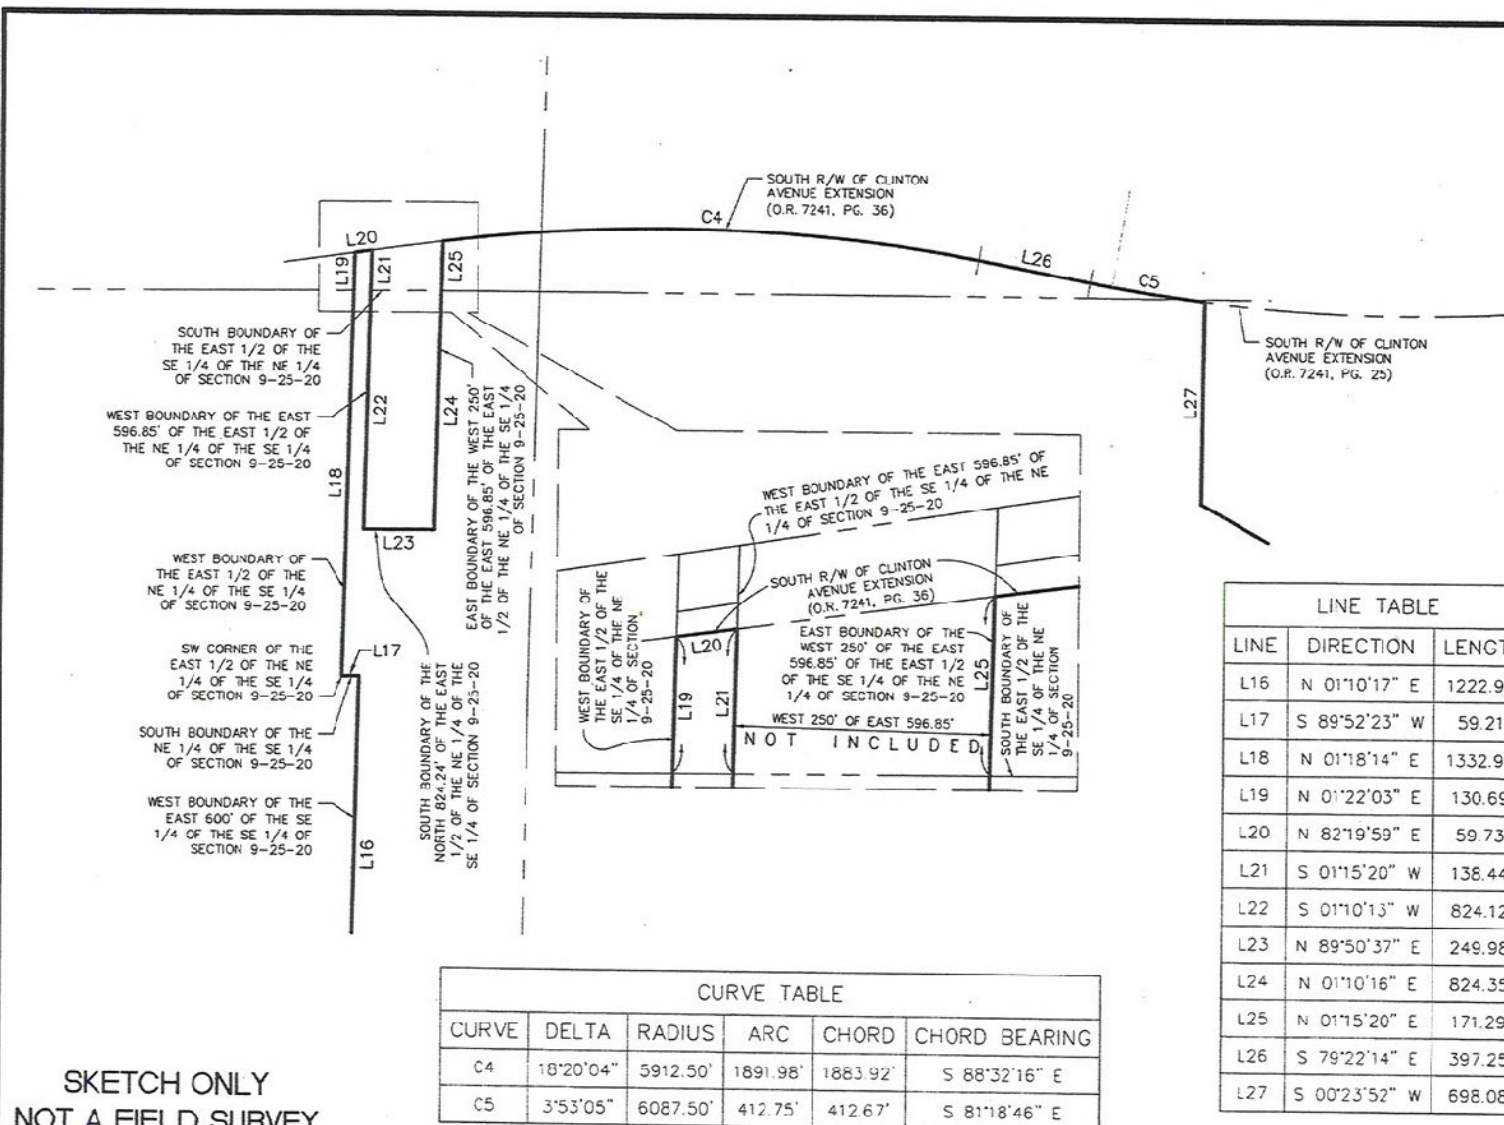 SOUTH R/W OF CLINTON
AVENUE EXTENSION
(O.R. 7241, PG. 36)
C4
L20
L19
L21
L25
L26
C5
SOUTH BOUNDARY OF
THE EAST 1/2 OF THE
SE 1/4 OF THE NE 1/4
OF SECTION 9-25-20
SOUTH R/W OF CLINTON
AVENUE EXTENSION
(O.R. 7241, PG. 25)
WEST BOUNDARY OF THE EAST
596.85' OF THE EAST 1/2 OF
THE NE 1/4 OF THE SE 1/4
OF SECTION 9-25-20
L22
L24
L27
EAST BOUNDARY OF THE WEST 250'
OF THE EAST 596.85' OF THE EAST
1/2 OF THE NE 1/4 OF THE SE 1/4
OF SECTION 9-25-20
L18
L23
WEST BOUNDARY OF
THE EAST 1/2 OF THE
NE 1/4 OF THE SE 1/4
OF SECTION 9-25-20
SW CORNER OF THE
EAST 1/2 OF THE NE
1/4 OF THE SE 1/4
OF SECTION 9-25-20
L17
SOUTH BOUNDARY OF THE
NE 1/4 OF THE SE 1/4
OF SECTION 9-25-20
WEST BOUNDARY OF THE
EAST 600' OF THE SE
1/4 OF THE SE 1/4 OF
SECTION 9-25-20
L16
SOUTH BOUNDARY OF THE
NORTH 824.24' OF THE EAST
1/2 OF THE NE 1/4 OF THE
SE 1/4 OF SECTION 9-25-20
WEST BOUNDARY OF THE EAST 596.85' OF
THE EAST 1/2 OF THE SE 1/4 OF THE NE
1/4 OF SECTION 9-25-20
SOUTH R/W OF CLINTON
AVENUE EXTENSION
(O.R. 7241, PG. 36)
WEST BOUNDARY OF
THE EAST 1/2 OF THE
SE 1/4 OF THE NE
1/4 OF SECTION
9-25-20
L20
L19
L21
EAST BOUNDARY OF THE
WEST 250' OF THE EAST
596.85' OF THE EAST 1/2
OF THE SE 1/4 OF THE NE
1/4 OF SECTION 9-25-20
L25
WEST 250' OF EAST 596.85'
NOT INCLUDED
SOUTH BOUNDARY OF
THE EAST 1/2 OF THE
SE 1/4 OF THE NE
1/4 OF SECTION
9-25-20
LINE TABLE
LINE DIRECTION LENGT
L16 N 01°10'17" E 1222.9
L17 S 89°52'23" W 59.21
L18 N 01°18'14" E 1332.9
L19 N 01°22'03" E 130.69
L20 N 82°19'59" E 59.73
L21 S 01°15'20" W 138.44
L22 S 01°10'13" W 824.12
L23 N 89°50'37" E 249.98
L24 N 01°10'16" E 824.35
L25 N 01°15'20" E 171.29
L26 S 79°22'14" E 397.25
L27 S 00°23'52" W 698.08
CURVE TABLE
CURVE DELTA RADIUS ARC CHORD CHORD BEARING
C4 18°20'04" 5912.50' 1891.98' 1883.92' S 88°32'16" E
C5 3°53'05" 6087.50' 412.75' 412.67' S 81°18'46" E
SKETCH ONLY
NOT A FIELD SURVEY